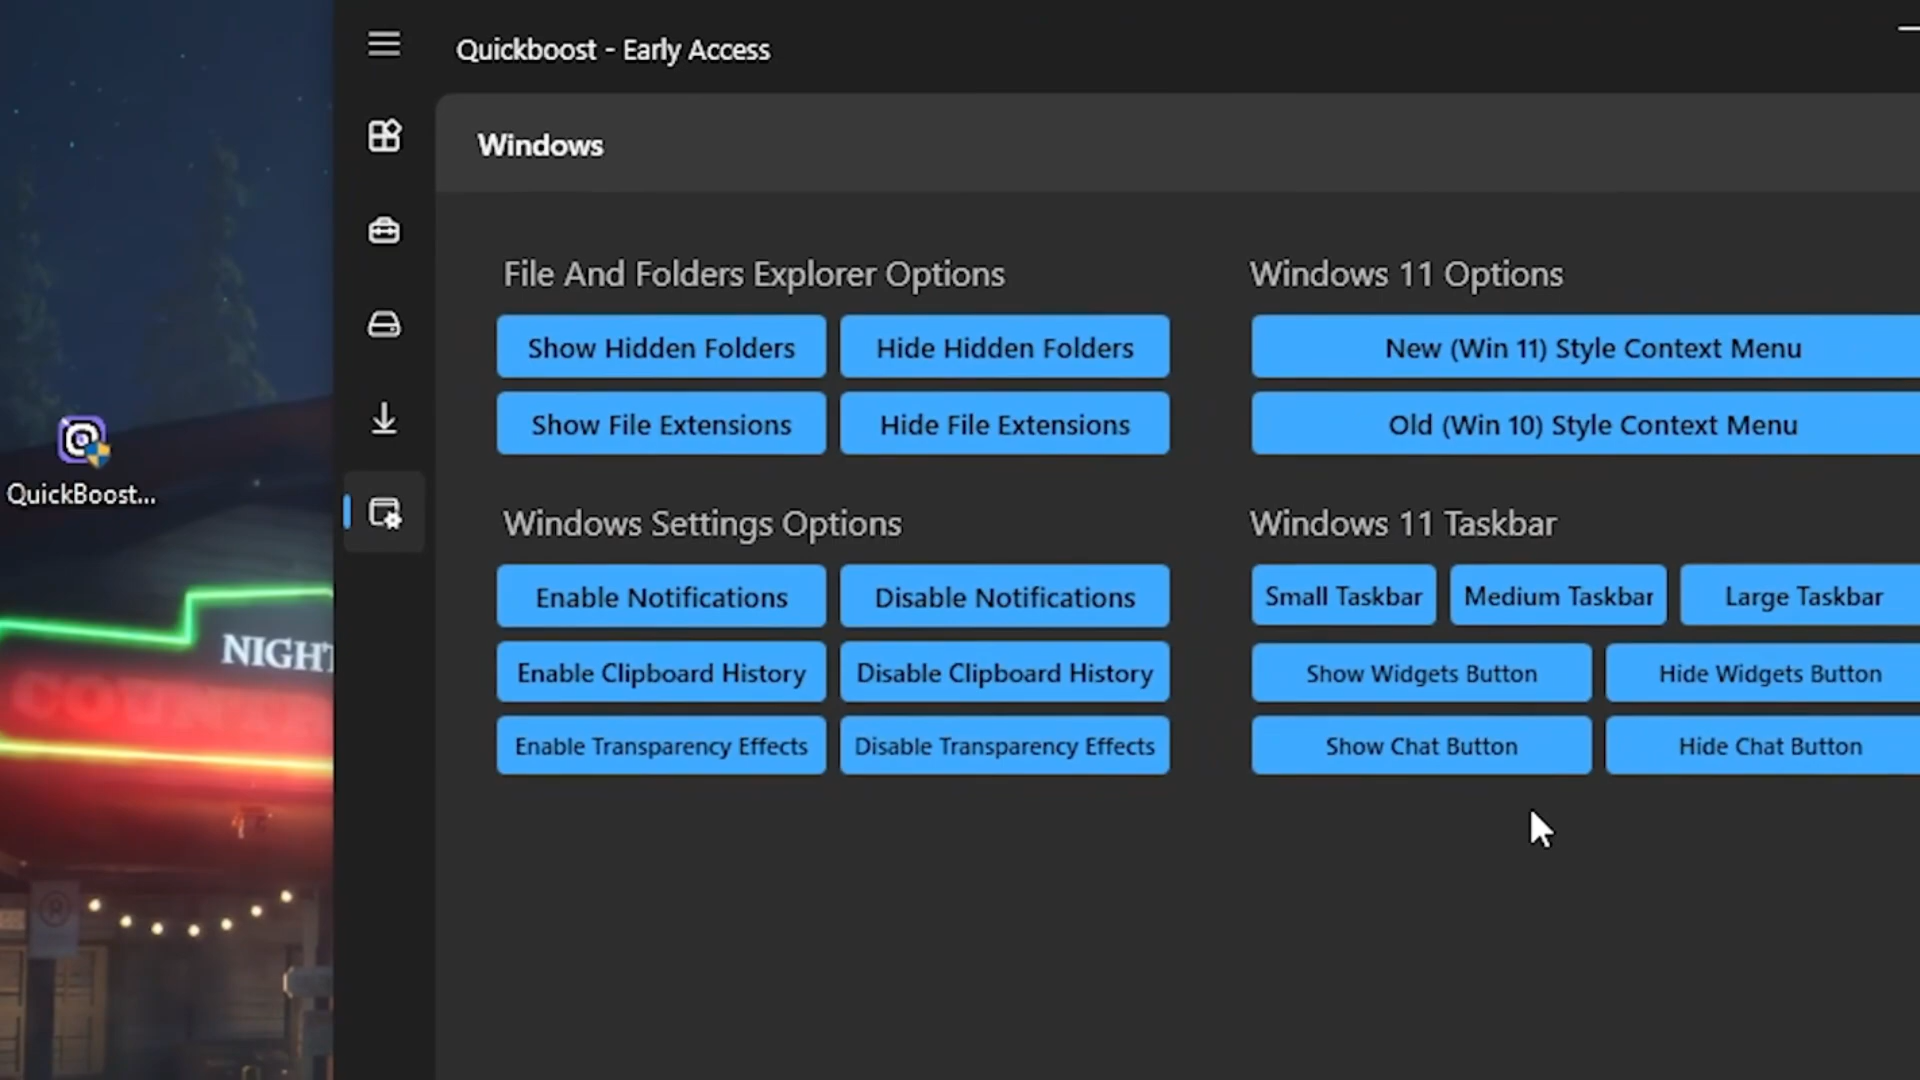 Quickboost - Early Access
Windows
File And Folders Explorer Options
Show Hidden Folders
Hide Hidden Folders
Show File Extensions
Hide File Extensions
Windows 11 Options
New (Win 11) Style Context Menu
Old (Win 10) Style Context Menu
Windows Settings Options
Enable Notifications
Disable Notifications
Enable Clipboard History
Disable Clipboard History
Enable Transparency Effects
Disable Transparency Effects
Windows 11 Taskbar
Small Taskbar
Medium Taskbar
Large Taskbar
Show Widgets Button
Hide Widgets Button
Show Chat Button
Hide Chat Button
QuickBoost...
NIGHT